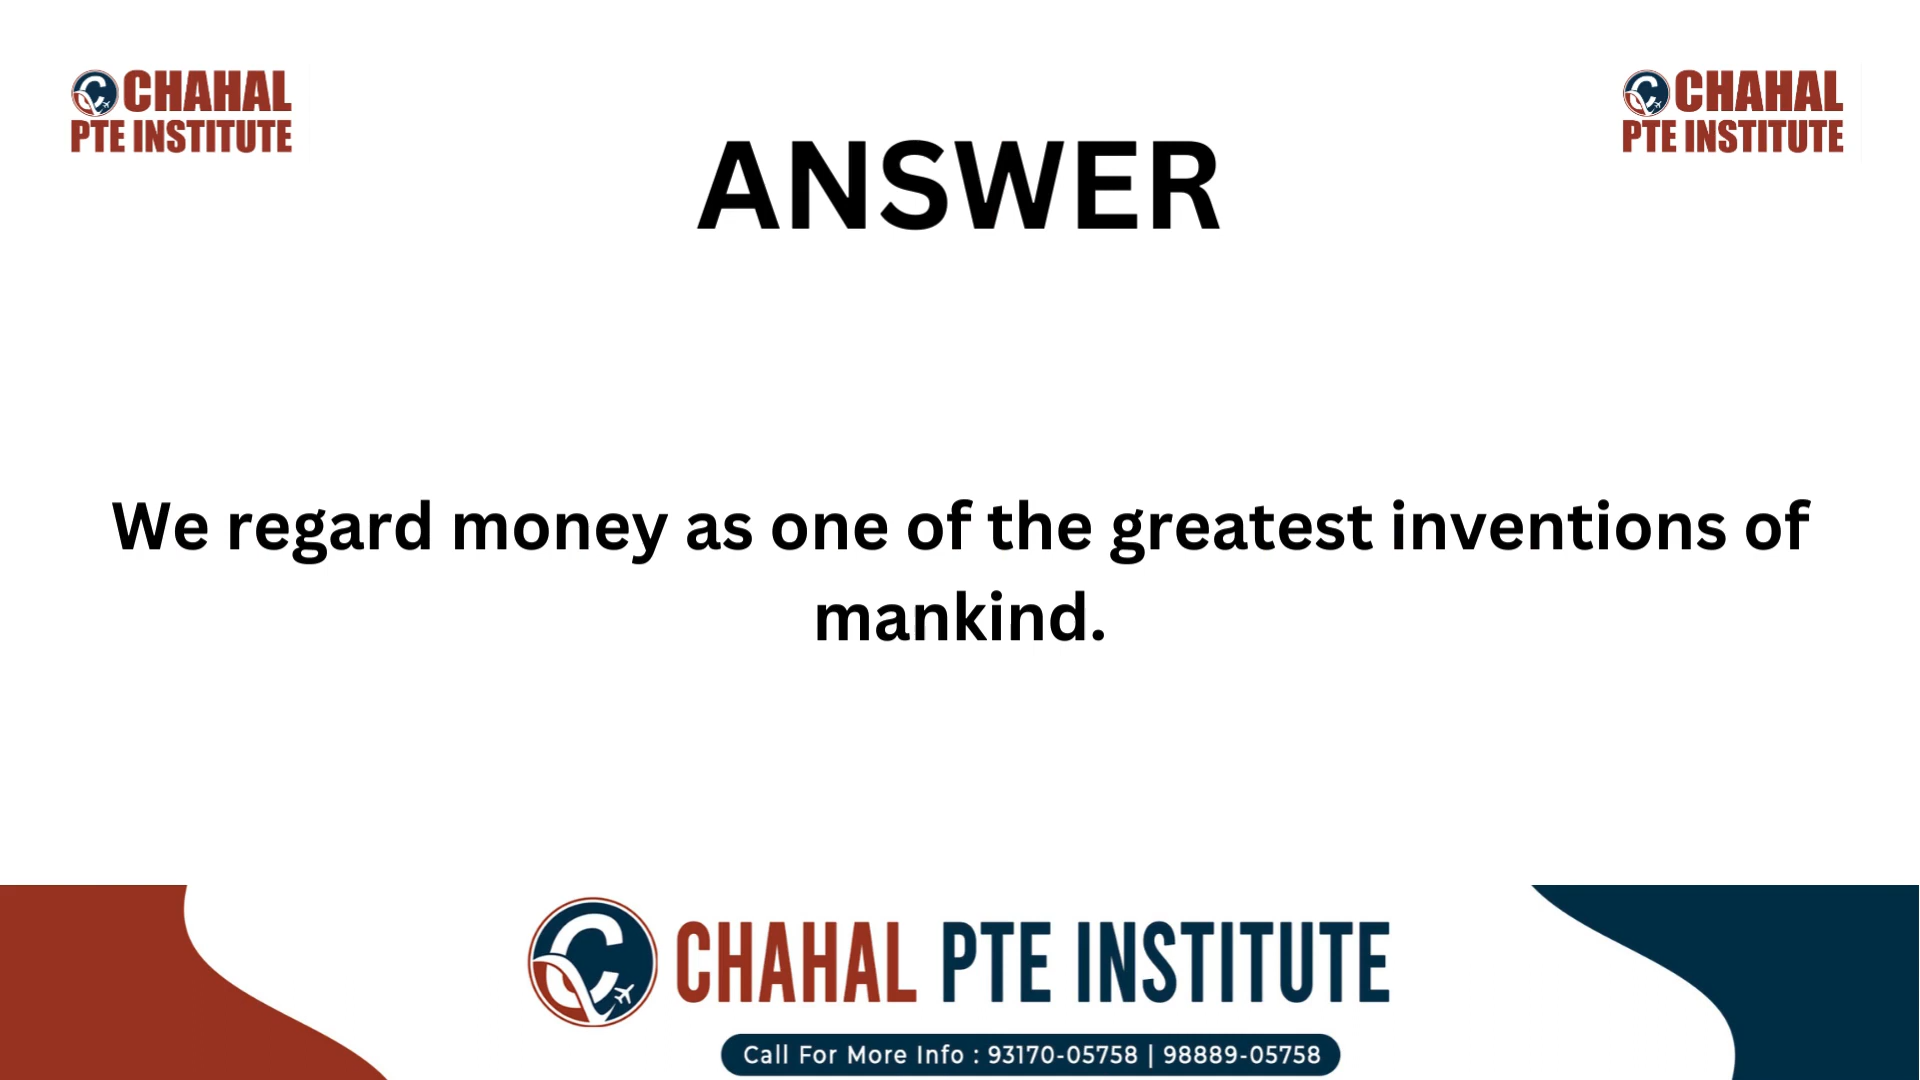 CHAHAL
PTE INSTITUTE
CHAHAL
PTE INSTITUTE
ANSWER
We regard money as one of the greatest inventions of
mankind.
CHAHAL PTE INSTITUTE
Call For More Info : 93170-05758 | 98889-05758